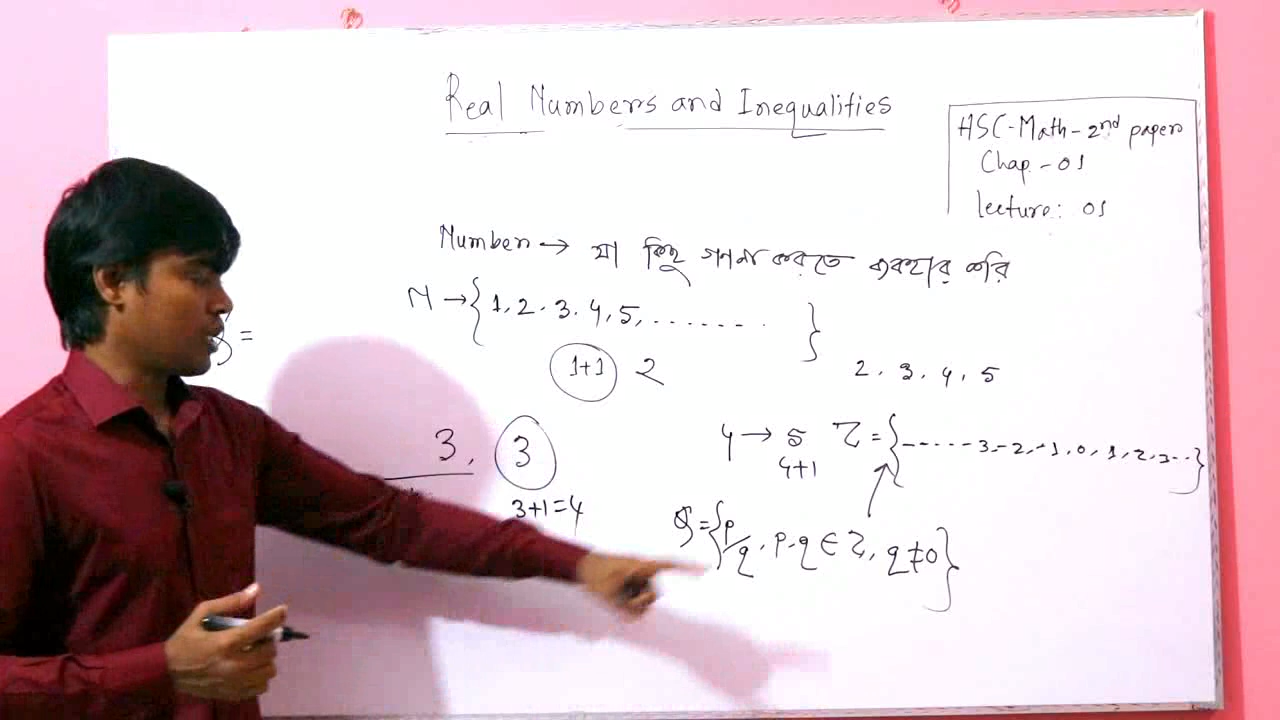 Real Numbers and Inequalities
HSC-Math-2nd paper
Chap-01
lecture: 01
Number → যা কিছু গণনা করতে ব্যবহার করি
N → {1, 2, 3, 4, 5, ........ }
(1+1) 2
2, 3, 4, 5
3, 3
3+1=4
4 → 5
4+1
Z = {------3,-2,-1,0,1,2,3..}
Q = {p/q, p,q ∈ Z, q≠0}